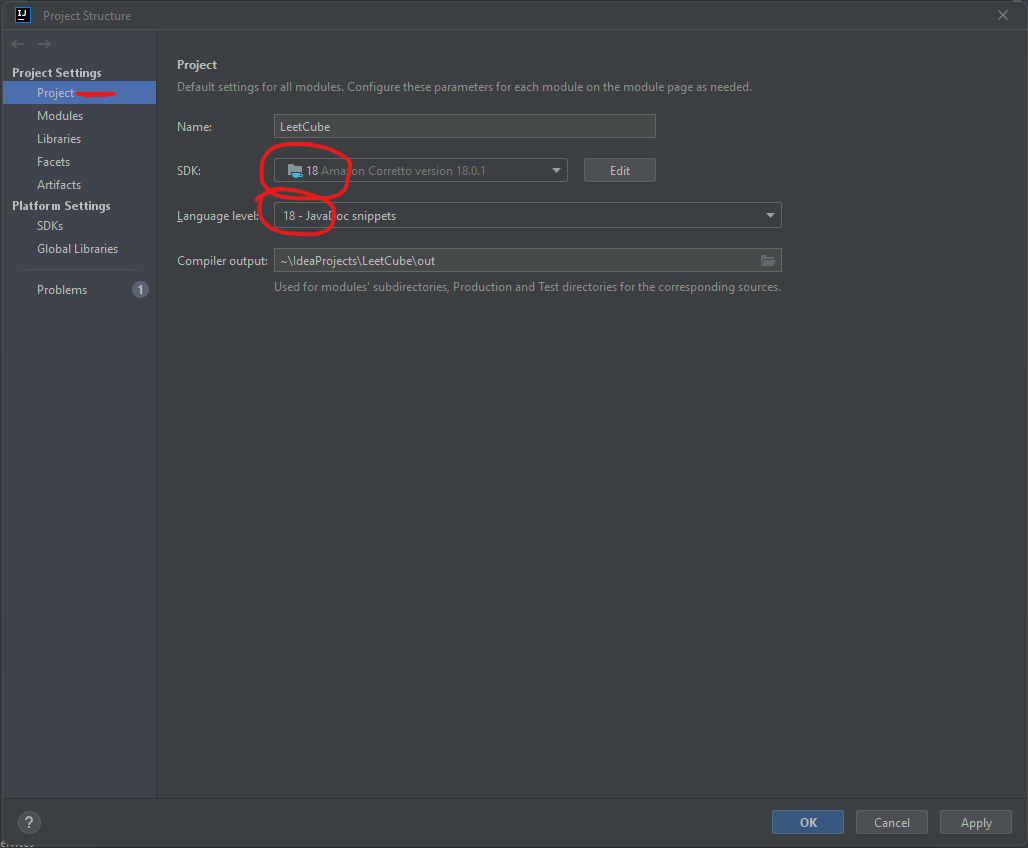 Project Structure
Project Settings
Project
Modules
Libraries
Facets
Artifacts
Platform Settings
SDKs
Global Libraries
Problems 1
Project
Default settings for all modules. Configure these parameters for each module on the module page as needed.
Name: LeetCube
SDK: 18 Amazon Corretto version 18.0.1 Edit
Language level: 18 - JavaDoc snippets
Compiler output: ~\IdeaProjects\LeetCube\out
Used for modules' subdirectories, Production and Test directories for the corresponding sources.
? OK Cancel Apply